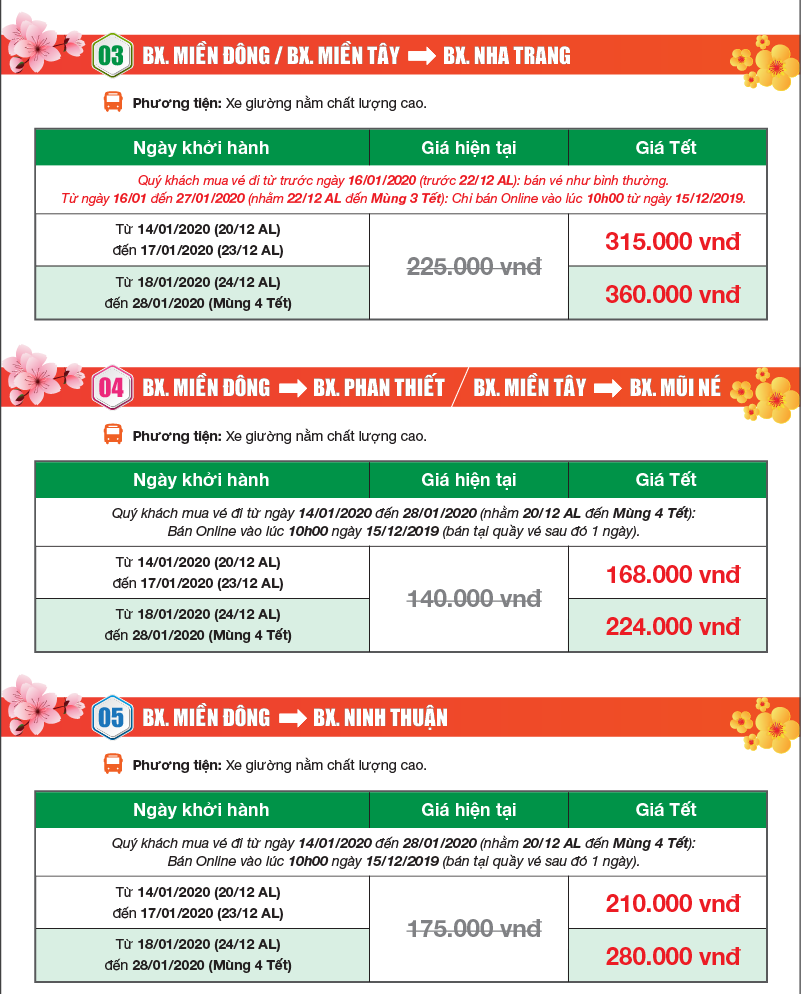 03 BX. MIỀN ĐÔNG / BX. MIỀN TÂY ➡ BX. NHA TRANG
Phương tiện: Xe giường nằm chất lượng cao.
Ngày khởi hành Giá hiện tại Giá Tết
Quý khách mua vé đi từ trước ngày 16/01/2020 (trước 22/12 AL): bán vé như bình thường.
Từ ngày 16/01 đến 27/01/2020 (nhằm 22/12 AL đến Mùng 3 Tết): Chỉ bán Online vào lúc 10h00 từ ngày 15/12/2019.
Từ 14/01/2020 (20/12 AL)
đến 17/01/2020 (23/12 AL)
225.000 vnđ
315.000 vnđ
Từ 18/01/2020 (24/12 AL)
đến 28/01/2020 (Mùng 4 Tết)
360.000 vnđ
04 BX. MIỀN ĐÔNG ➡ BX. PHAN THIẾT / BX. MIỀN TÂY ➡ BX. MŨI NÉ
Phương tiện: Xe giường nằm chất lượng cao.
Ngày khởi hành Giá hiện tại Giá Tết
Quý khách mua vé đi từ ngày 14/01/2020 đến 28/01/2020 (nhằm 20/12 AL đến Mùng 4 Tết):
Bán Online vào lúc 10h00 ngày 15/12/2019 (bán tại quầy vé sau đó 1 ngày).
Từ 14/01/2020 (20/12 AL)
đến 17/01/2020 (23/12 AL)
140.000 vnđ
168.000 vnđ
Từ 18/01/2020 (24/12 AL)
đến 28/01/2020 (Mùng 4 Tết)
224.000 vnđ
05 BX. MIỀN ĐÔNG ➡ BX. NINH THUẬN
Phương tiện: Xe giường nằm chất lượng cao.
Ngày khởi hành Giá hiện tại Giá Tết
Quý khách mua vé đi từ ngày 14/01/2020 đến 28/01/2020 (nhằm 20/12 AL đến Mùng 4 Tết):
Bán Online vào lúc 10h00 ngày 15/12/2019 (bán tại quầy vé sau đó 1 ngày).
Từ 14/01/2020 (20/12 AL)
đến 17/01/2020 (23/12 AL)
175.000 vnđ
210.000 vnđ
Từ 18/01/2020 (24/12 AL)
đến 28/01/2020 (Mùng 4 Tết)
280.000 vnđ